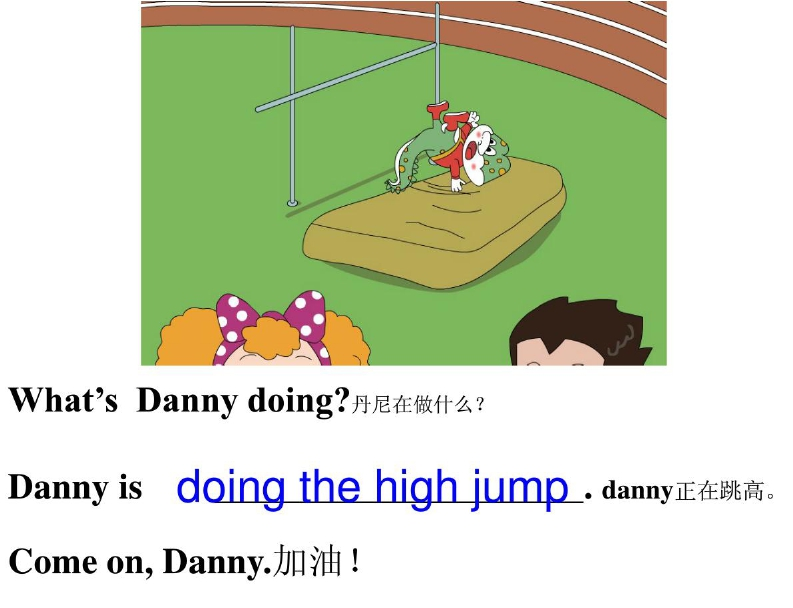 What's Danny doing?丹尼在做什么?
Danny is doing the high jump. danny正在跳高。
Come on, Danny.加油!